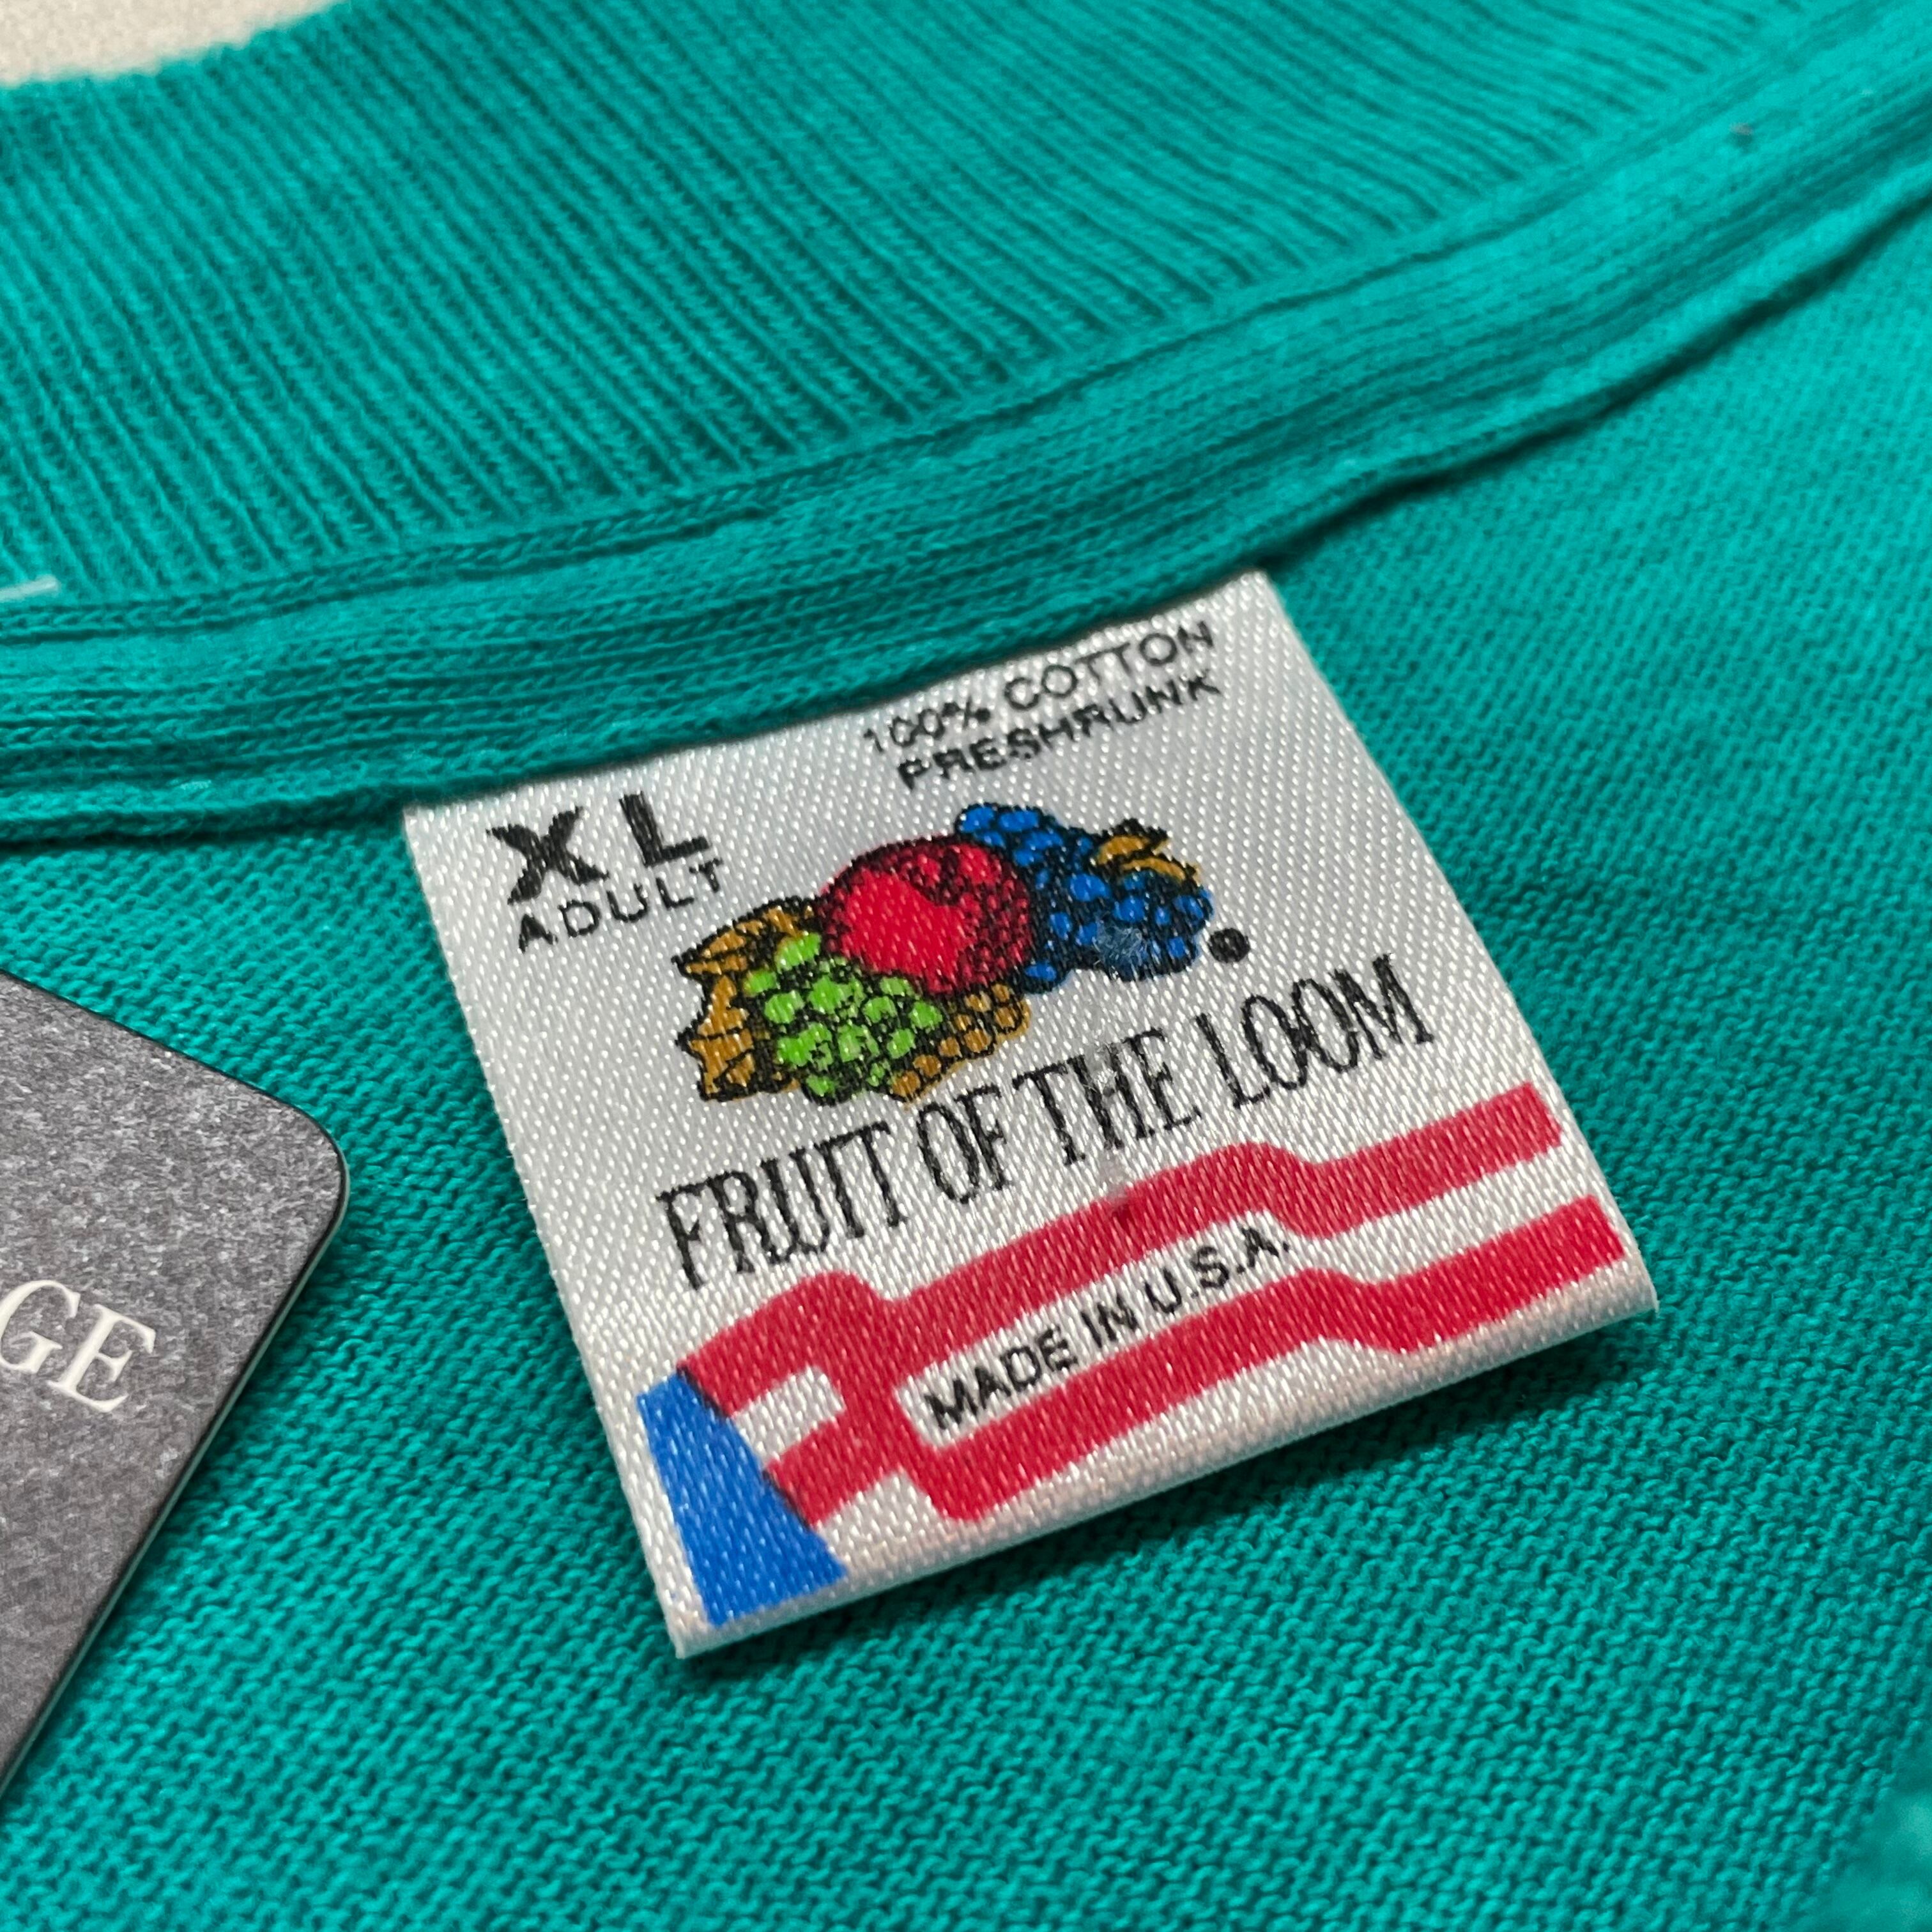 100% COTTON
PRESHRUNK
XL
ADULT
FRUIT OF THE LOOM
MADE IN U.S.A.
GE